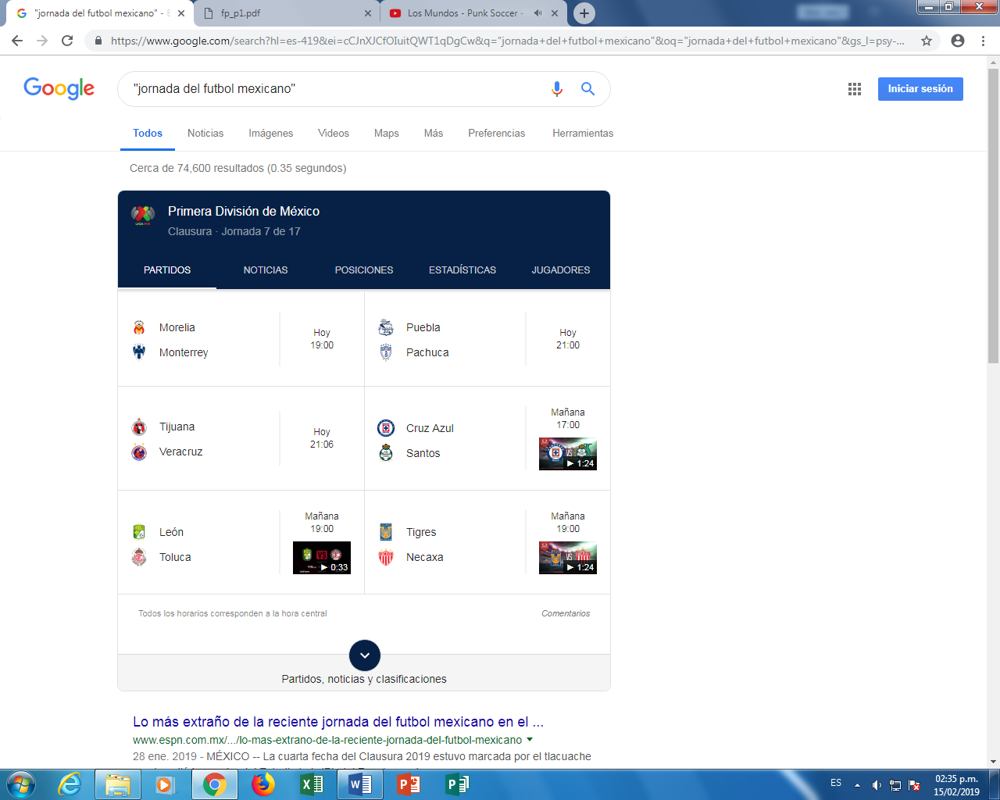 "jornada del futbol mexicano" - B
fp_p1.pdf
Los Mundos - Punk Soccer -
https://www.google.com/search?hl=es-419&ei=cCJnXJCfOIuitQWT1qDgCw&q="jornada+del+futbol+mexicano"&oq="jornada+del+futbol+mexicano"&gs_l=psy-...
Google
"jornada del futbol mexicano"
Iniciar sesión
Todos Noticias Imágenes Videos Maps Más Preferencias Herramientas
Cerca de 74,600 resultados (0.35 segundos)
Primera División de México
Clausura · Jornada 7 de 17
PARTIDOS NOTICIAS POSICIONES ESTADÍSTICAS JUGADORES
Morelia
Monterrey
Hoy
19:00
Puebla
Pachuca
Hoy
21:00
Tijuana
Veracruz
Hoy
21:06
Cruz Azul
Santos
Mañana
17:00
VS
1:24
León
Toluca
Mañana
19:00
VS
0:33
Tigres
Necaxa
Mañana
19:00
VS
1:24
Todos los horarios corresponden a la hora central
Comentarios
Partidos, noticias y clasificaciones
Lo más extraño de la reciente jornada del futbol mexicano en el ...
www.espn.com.mx/.../lo-mas-extrano-de-la-reciente-jornada-del-futbol-mexicano
28 ene. 2019 - MÉXICO -- La cuarta fecha del Clausura 2019 estuvo marcada por el tlacuache
ES
02:35 p.m.
15/02/2019